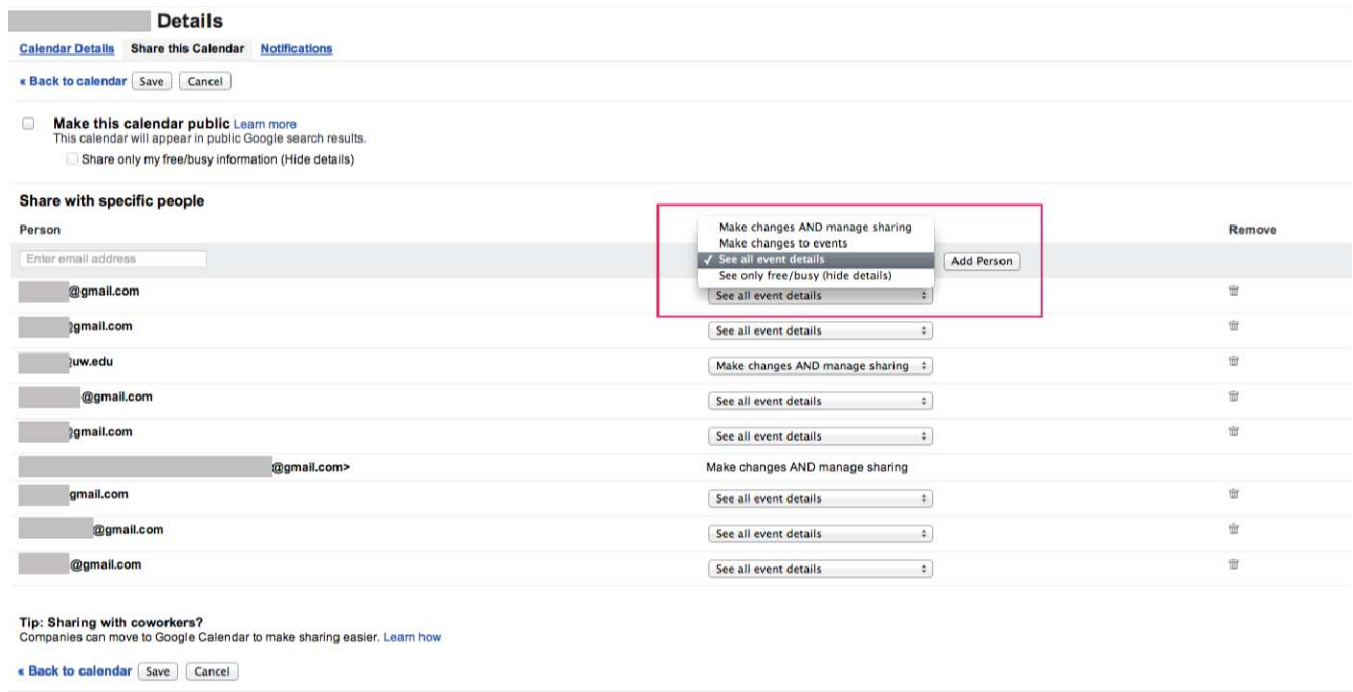 Details
Calendar Details Share this Calendar Notifications
« Back to calendar Save Cancel
Make this calendar public Learn more
This calendar will appear in public Google search results.
Share only my free/busy information (Hide details)
Share with specific people
Person
Make changes AND manage sharing
Remove
Make changes to events
Enter email address
✓ See all event details
Add Person
See only free/busy (hide details)
@gmail.com See all event details
gmail.com See all event details
uw.edu Make changes AND manage sharing
@gmail.com See all event details
gmail.com See all event details
@gmail.com> Make changes AND manage sharing
gmail.com See all event details
@gmail.com See all event details
@gmail.com See all event details
Tip: Sharing with coworkers?
Companies can move to Google Calendar to make sharing easier. Learn how
« Back to calendar Save Cancel